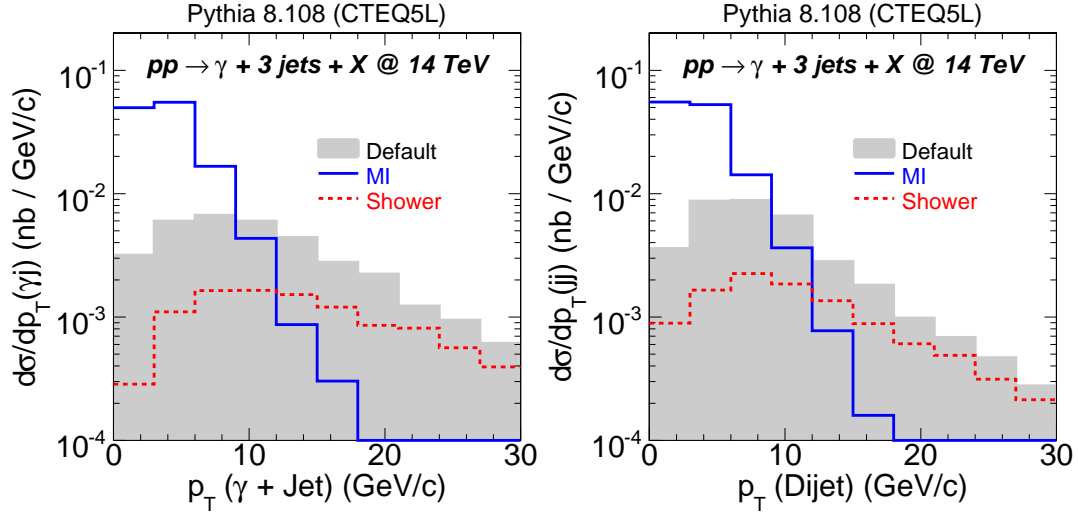 Pythia 8.108 (CTEQ5L)
pp → γ + 3 jets + X @ 14 TeV
Default
MI
Shower
dσ/dp_T(γj) (nb / GeV/c)
10^-1
10^-2
10^-3
10^-4
0 10 20 30
p_T (γ + Jet) (GeV/c)
Pythia 8.108 (CTEQ5L)
pp → γ + 3 jets + X @ 14 TeV
Default
MI
Shower
dσ/dp_T(jj) (nb / GeV/c)
10^-1
10^-2
10^-3
10^-4
0 10 20 30
p_T (Dijet) (GeV/c)